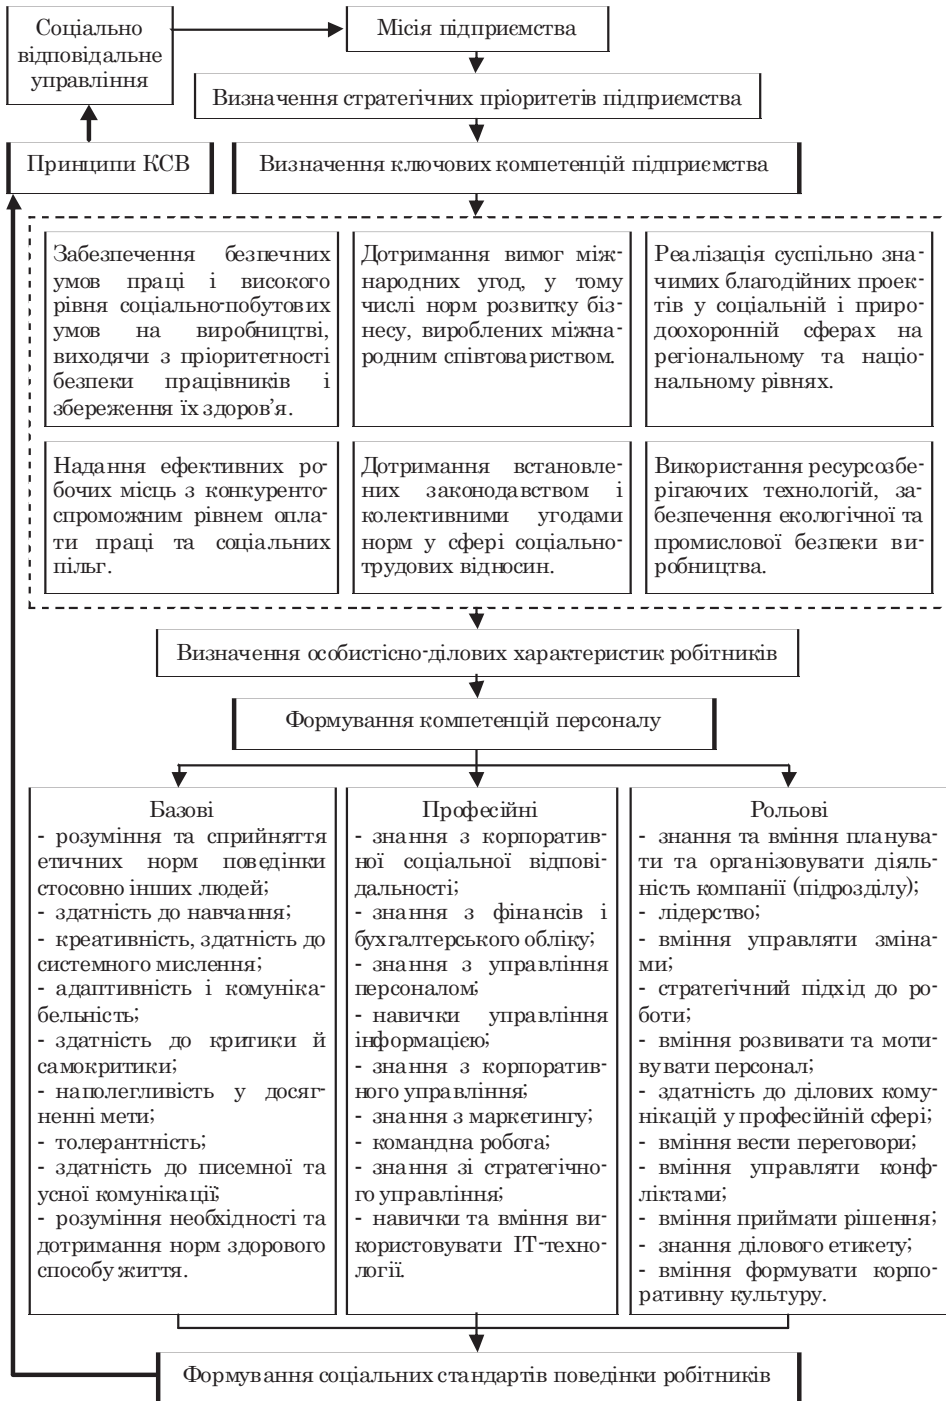 Соціально
відповідальне
управління
Місія підприємства
Визначення стратегічних пріоритетів підприємства
Принципи КСВ
Визначення ключових компетенцій підприємства
Забезпечення безпечних
умов праці і високого
рівня соціально-побутових
умов на виробництві,
виходячи з пріоритетності
безпеки працівників і
збереження їх здоров’я.
Дотримання вимог між-
народних угод, у тому
числі норм розвитку біз-
несу, вироблених міжна-
родним співтовариством.
Реалізація суспільно зна-
чимих благодійних проек-
тів у соціальній і приро-
доохоронній сферах на
регіональному та націо-
нальному рівнях.
Надання ефективних ро-
бочих місць з конкуренто-
спроможним рівнем опла-
ти праці та соціальних
пільг.
Дотримання встановле-
них законодавством і
колективними угодами
норм у сфері соціально-
трудових відносин.
Використання ресурсозбе-
рігаючих технологій, за-
безпечення екологічної та
промислової безпеки ви-
робництва.
Визначення особистісно-ділових характеристик робітників
Формування компетенцій персоналу
Базові
- розуміння та сприйняття
етичних норм поведінки
стосовно інших людей;
- здатність до навчання;
- креативність, здатність до
системного мислення;
- адаптивність і комуніка-
бельність;
- здатність до критики й
самокритики;
- наполегливість у дося-
гненні мети;
- толерантність;
- здатність до писемної та
усної комунікації;
- розуміння необхідності та
дотримання норм здорового
способу життя.
Професійні
- знання з корпоратив-
ної соціальної відпові-
дальності;
- знання з фінансів і
бухгалтерського обліку;
- знання з управління
персоналом;
- навички управління
інформацією;
- знання з корпоратив-
ного управління;
- знання з маркетингу;
- командна робота;
- знання зі стратегічно-
го управління;
- навички та вміння ви-
користовувати ІТ-техно-
логії.
Рольові
- знання та вміння планува-
ти та організовувати діяль-
ність компанії (підрозділу);
- лідерство;
- вміння управляти зміна-
ми;
- стратегічний підхід до ро-
боти;
- вміння розвивати та моти-
вувати персонал;
- здатність до ділових кому-
нікацій у професійній сфері;
- вміння вести переговори;
- вміння управляти конф-
ліктами;
- вміння приймати рішення;
- знання ділового етикету;
- вміння формувати корпо-
ративну культуру.
Формування соціальних стандартів поведінки робітників